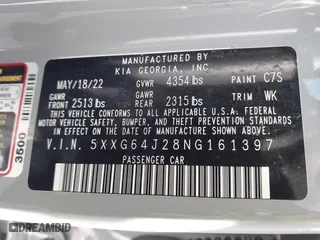 MANUFACTURED BY
KIA GEORGIA, INC.
MAY/18/22 GVWR 4354 lbs PAINT C7S
GAWR GAWR
FRONT 2513 lbs REAR 2315 lbs TRIM WK
THIS VEHICLE CONFORMS TO ALL APPLICABLE U.S. FEDERAL
MOTOR VEHICLE SAFETY, BUMPER, AND THEFT PREVENTION
STANDARDS IN EFFECT ON THE DATE OF MANUFACTURE
SHOWN ABOVE.
V.I.N. 5XXG64J28NG161397
PASSENGER CAR
3500
DREAMBID